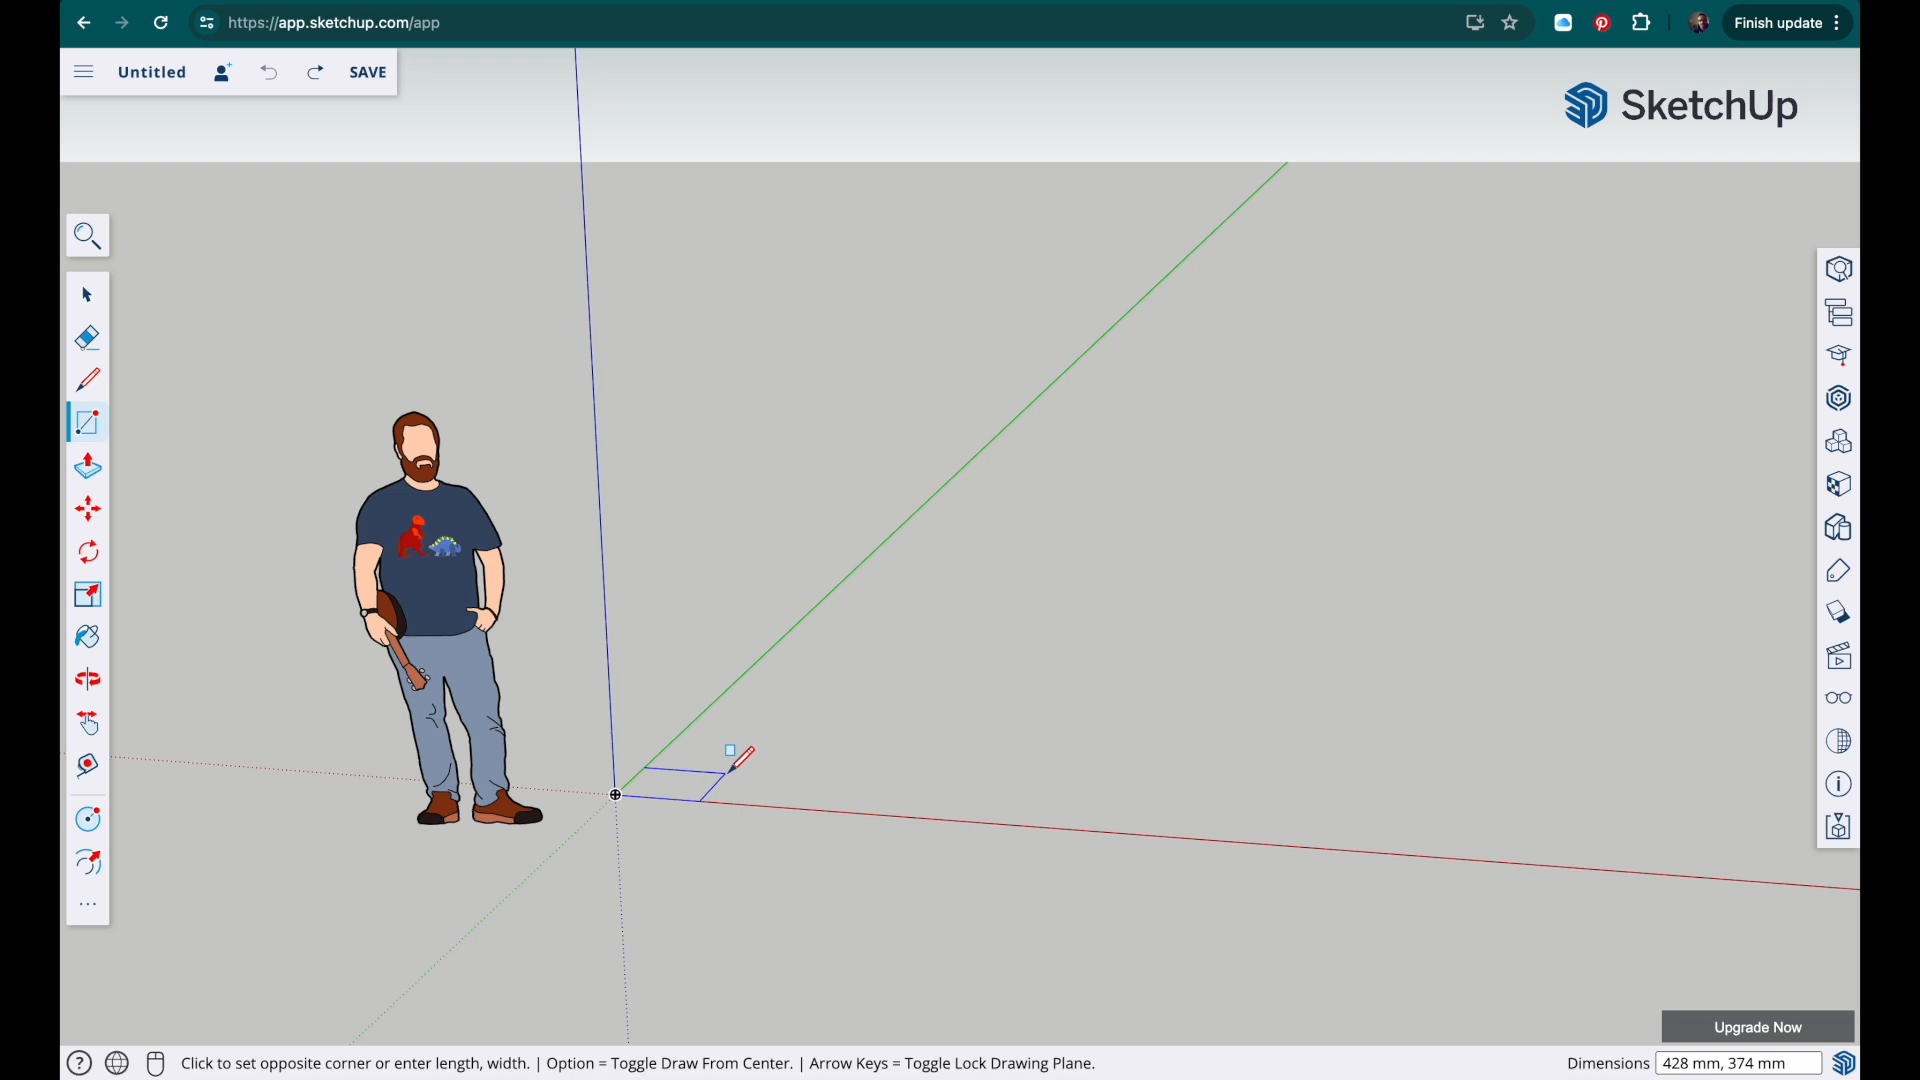 https://app.sketchup.com/app
Finish update
Untitled
SAVE
SketchUp
Upgrade Now
Click to set opposite corner or enter length, width. | Option = Toggle Draw From Center. | Arrow Keys = Toggle Lock Drawing Plane.
Dimensions 428 mm, 374 mm